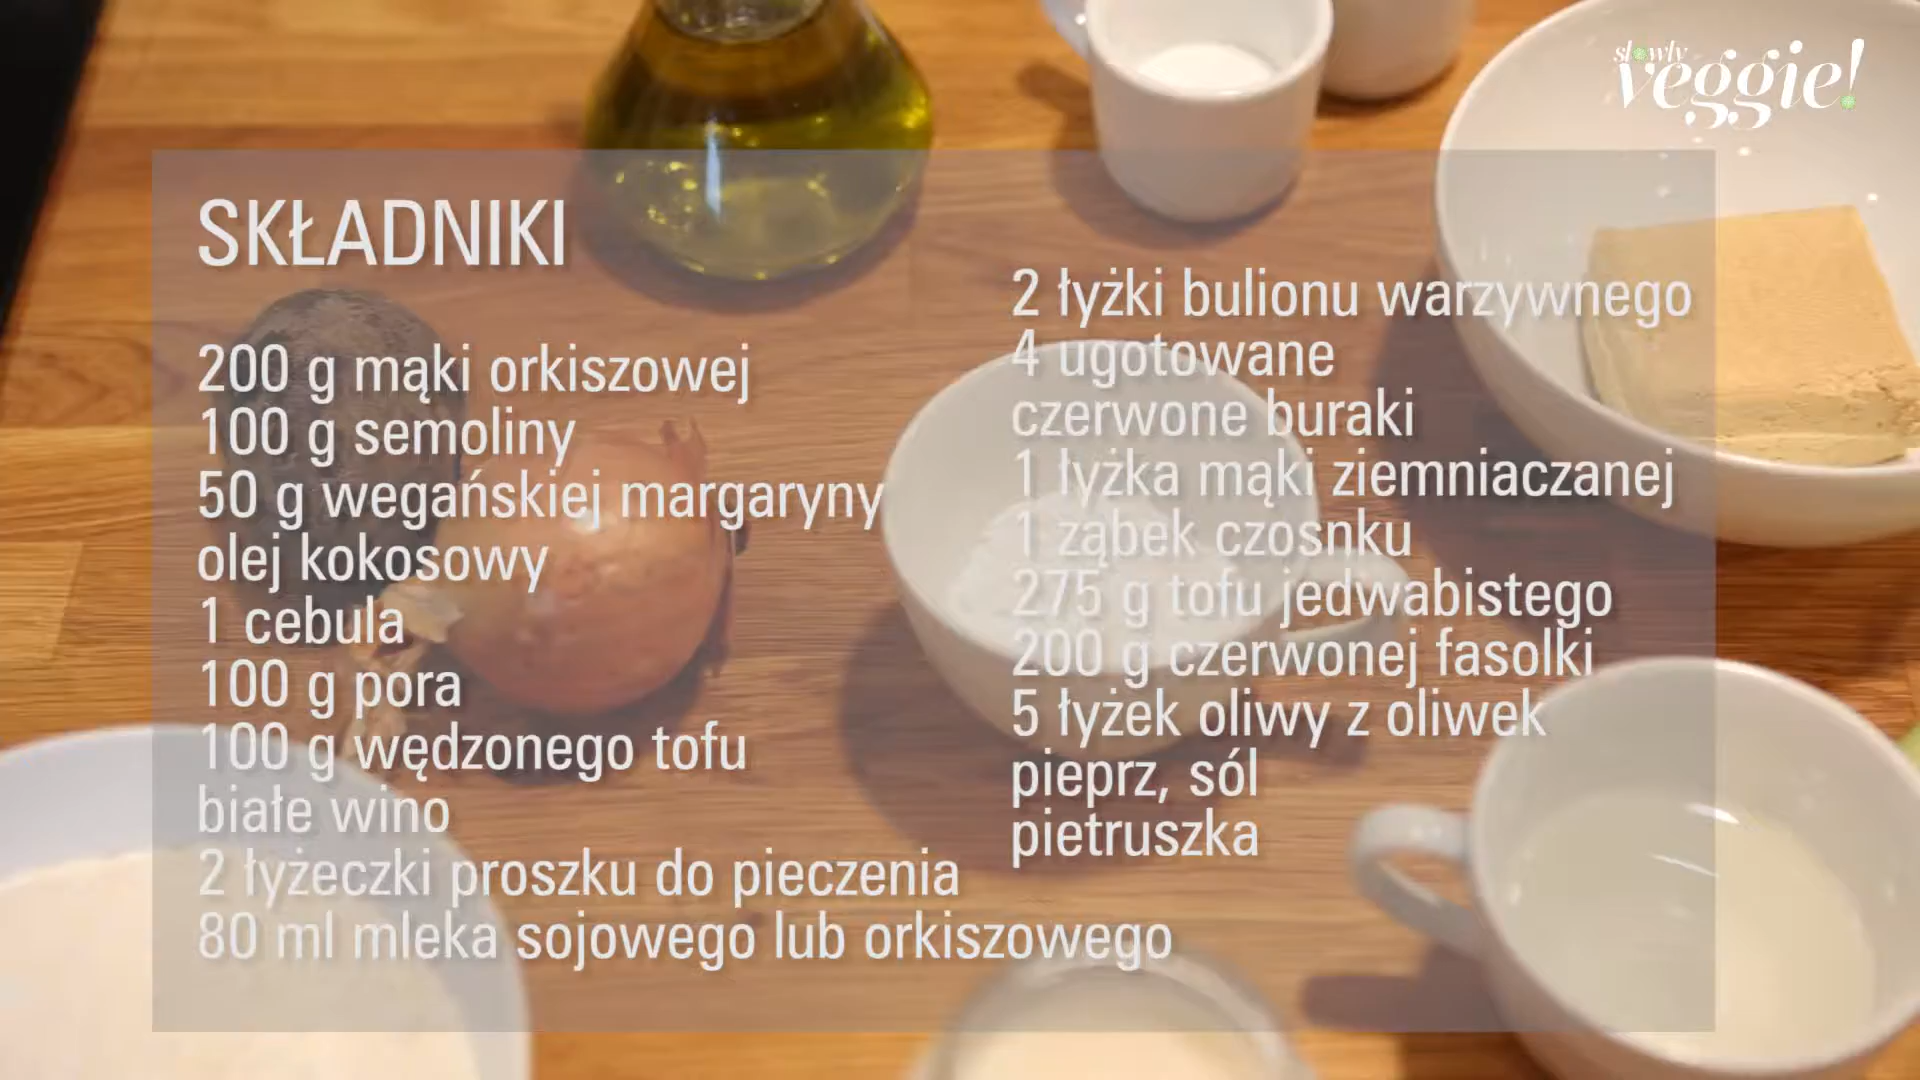 slowly
veggie!
SKŁADNIKI
200 g mąki orkiszowej
100 g semoliny
50 g wegańskiej margaryny
olej kokosowy
1 cebula
100 g pora
100 g wędzonego tofu
białe wino
2 łyżeczki proszku do pieczenia
80 ml mleka sojowego lub orkiszowego
2 łyżki bulionu warzywnego
4 ugotowane
czerwone buraki
1 łyżka mąki ziemniaczanej
1 ząbek czosnku
275 g tofu jedwabistego
200 g czerwonej fasolki
5 łyżek oliwy z oliwek
pieprz, sól
pietruszka